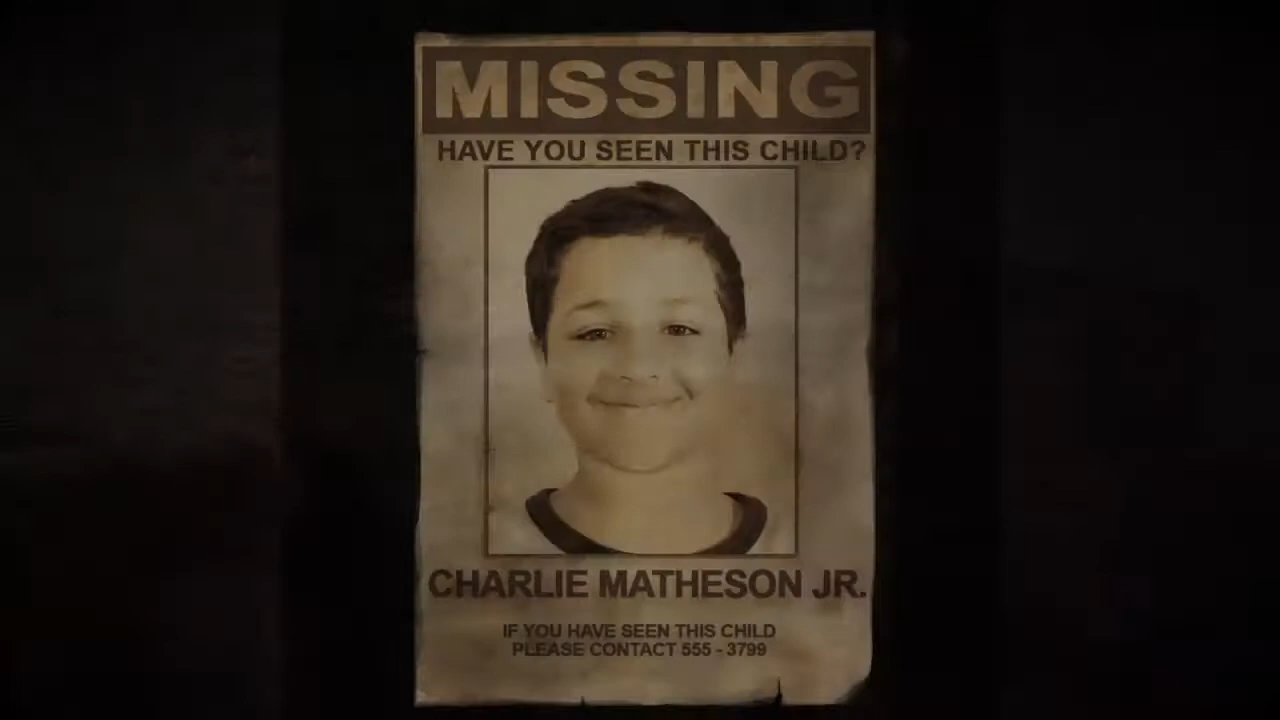 MISSING
HAVE YOU SEEN THIS CHILD?
CHARLIE MATHESON JR.
IF YOU HAVE SEEN THIS CHILD
PLEASE CONTACT 555 - 3799